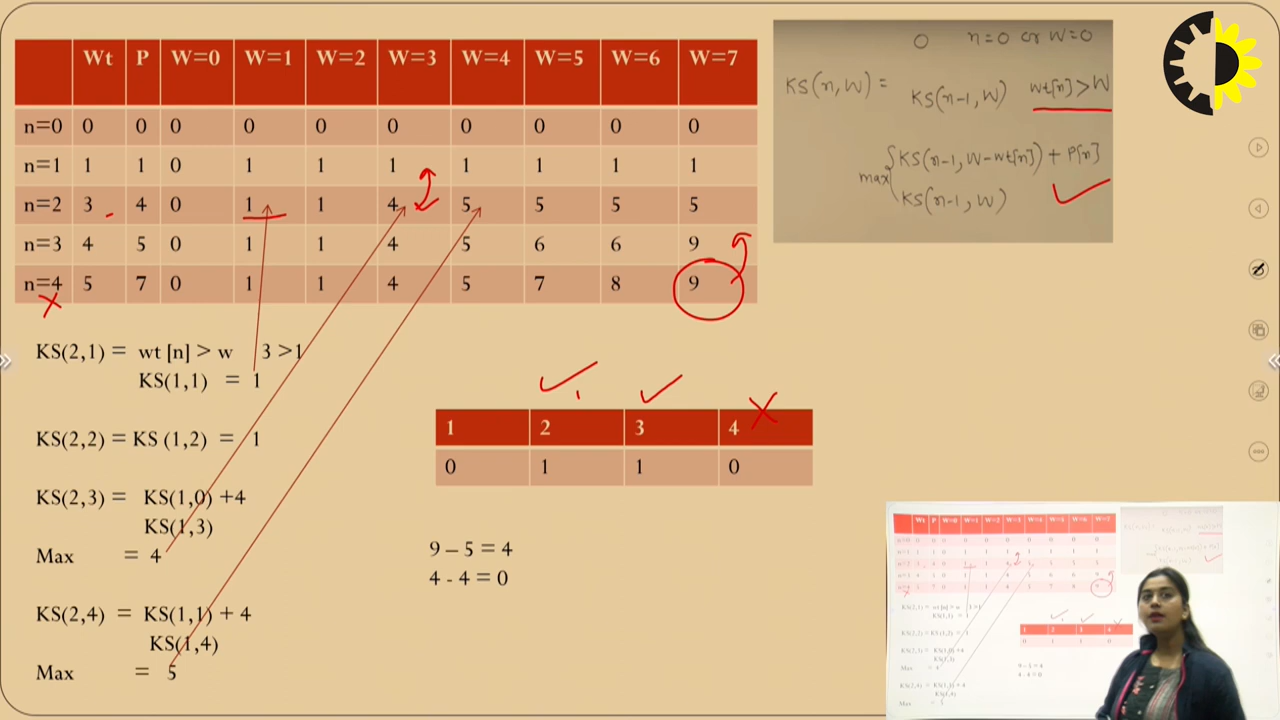 Wt P W=0 W=1 W=2 W=3 W=4 W=5 W=6 W=7
n=0 0 0 0 0 0 0 0 0 0 0
n=1 1 1 0 1 1 1 1 1 1 1
n=2 3 4 0 1 1 4 5 5 5 5
n=3 4 5 0 1 1 4 5 6 6 9
n=4 5 7 0 1 1 4 5 7 8 9
0 n=0 or W=0
KS(n,W)= KS(n-1,W) wt[n]>W
max{KS(n-1, W-wt[n]) + P[n]
KS(n-1, W)
KS(2,1) = wt [n] > w 3 >1
KS(1,1) = 1
KS(2,2) = KS (1,2) = 1
KS(2,3) = KS(1,0) +4
KS(1,3)
Max = 4
KS(2,4) = KS(1,1) + 4
KS(1,4)
Max = 5
1 2 3 4
0 1 1 0
9 – 5 = 4
4 - 4 = 0